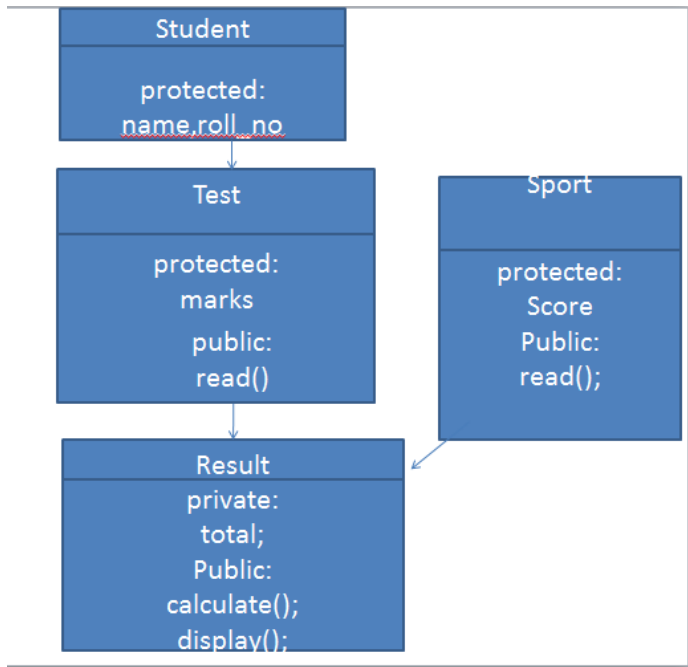 Student
protected:
name,roll_no
Test
protected:
marks
public:
read()
Sport
protected:
Score
Public:
read();
Result
private:
total;
Public:
calculate();
display();